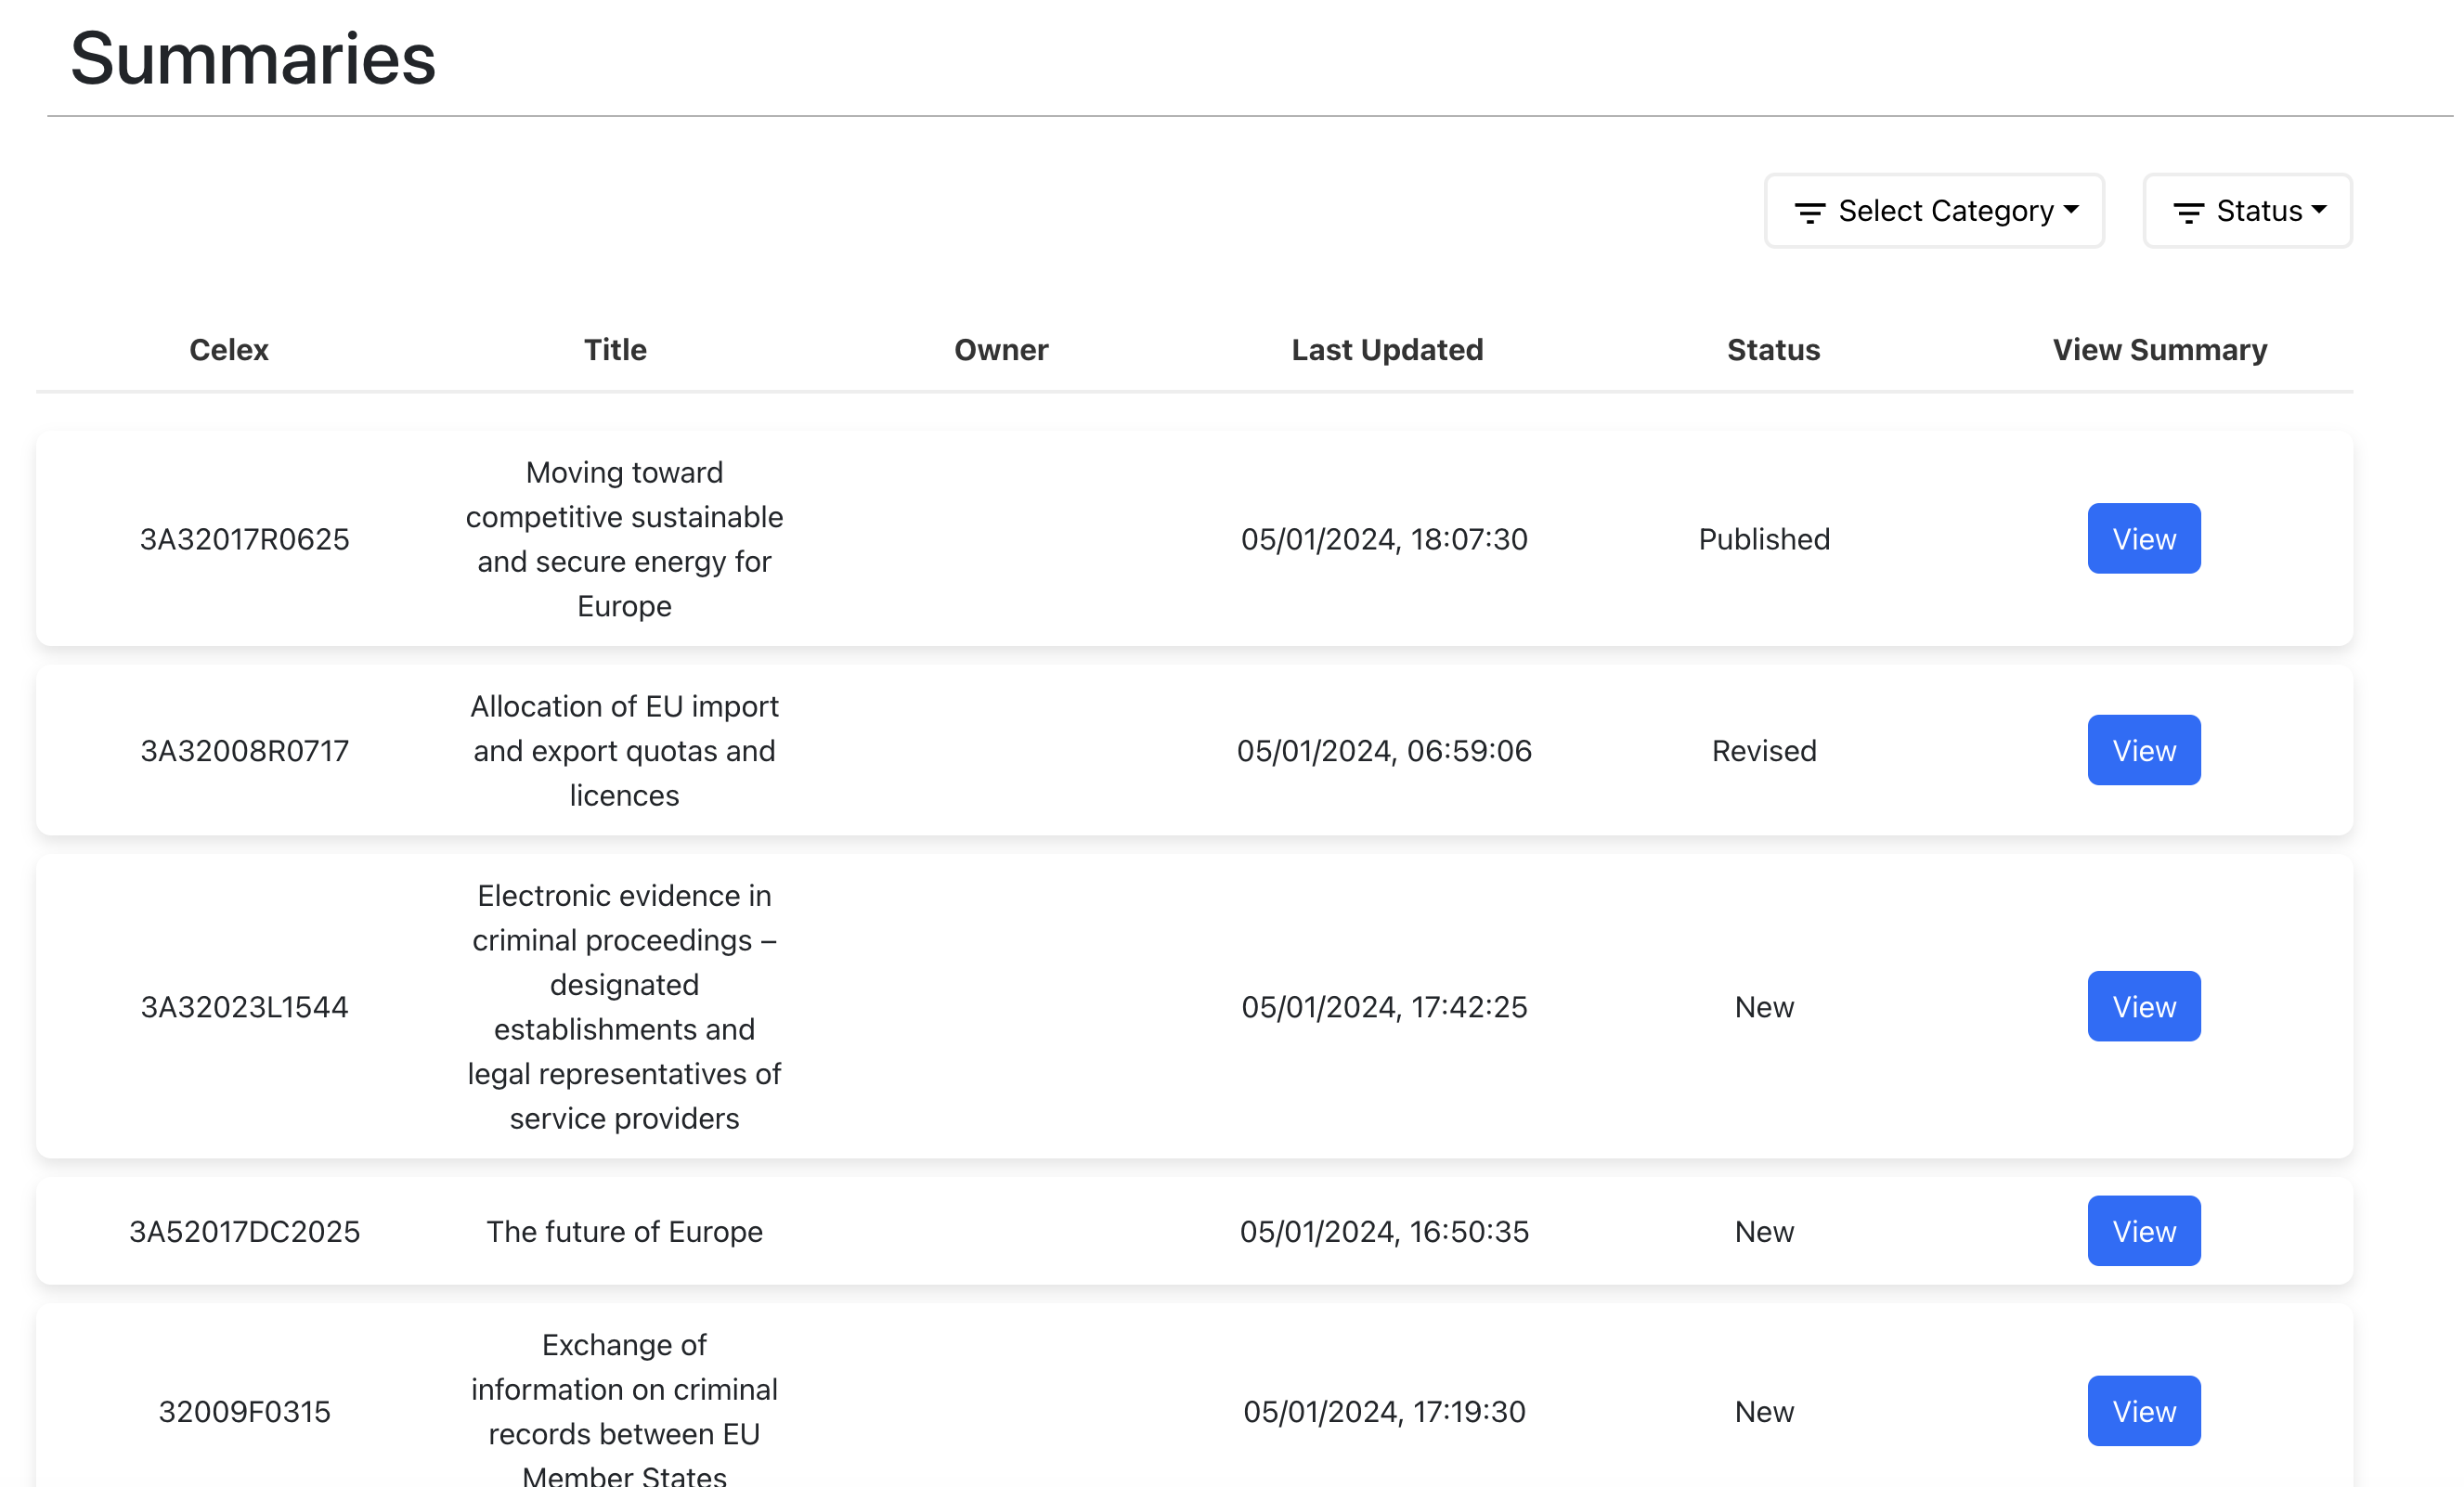 Summaries
Select Category
Status
Celex Title Owner Last Updated Status View Summary
Moving toward
competitive sustainable
and secure energy for
Europe
3A32017R0625 05/01/2024, 18:07:30 Published View
Allocation of EU import
and export quotas and
licences
3A32008R0717 05/01/2024, 06:59:06 Revised View
Electronic evidence in
criminal proceedings –
designated
establishments and
legal representatives of
service providers
3A32023L1544 05/01/2024, 17:42:25 New View
3A52017DC2025 The future of Europe 05/01/2024, 16:50:35 New View
Exchange of
information on criminal
records between EU
Member States
32009F0315 05/01/2024, 17:19:30 New View